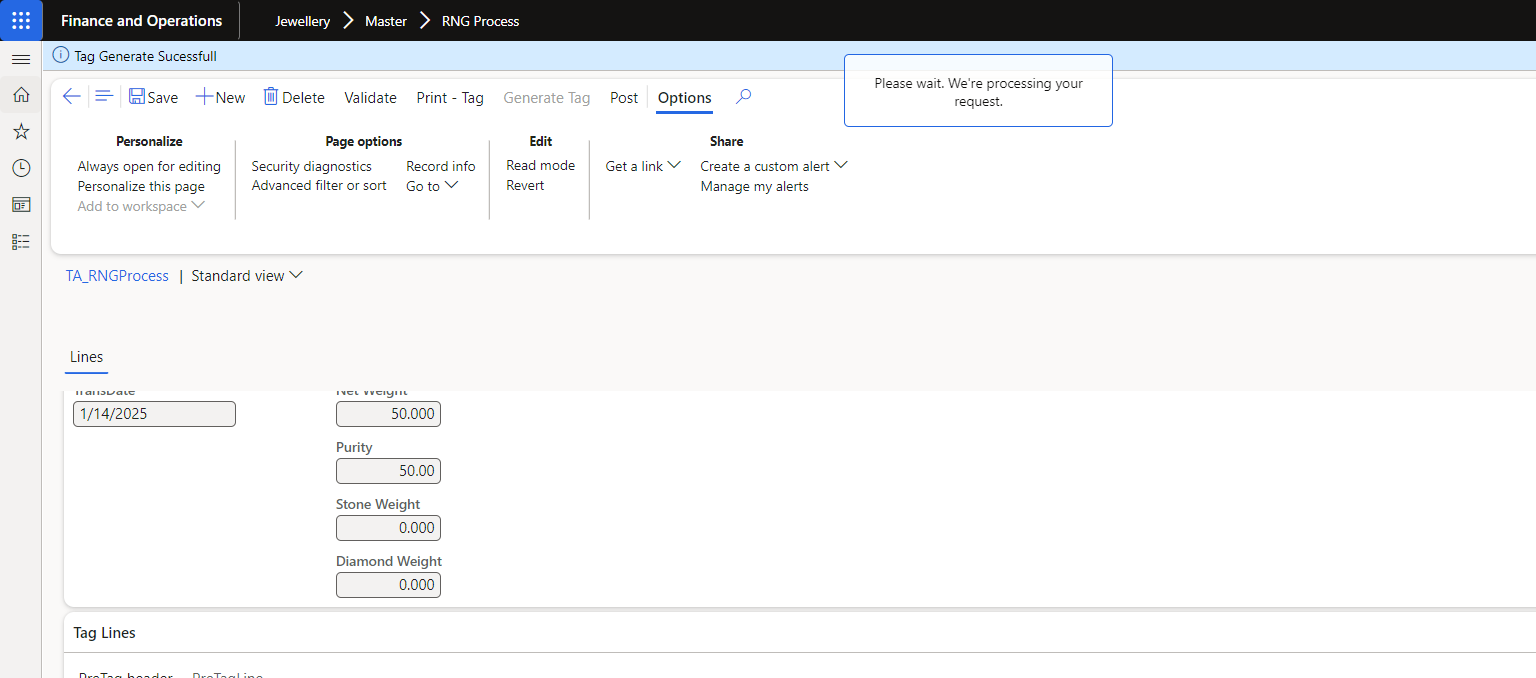 Finance and Operations
Jewellery > Master > RNG Process
Tag Generate Sucessfull
Please wait. We're processing your
request.
Save New Delete Validate Print - Tag Generate Tag Post Options
Personalize
Always open for editing
Personalize this page
Add to workspace
Page options
Security diagnostics
Advanced filter or sort
Record info
Go to
Edit
Read mode
Revert
Share
Get a link
Create a custom alert
Manage my alerts
TA_RNGProcess | Standard view
Lines
TransDate
1/14/2025
Net Weight
50.000
Purity
50.00
Stone Weight
0.000
Diamond Weight
0.000
Tag Lines
ProTag header ProTagLine